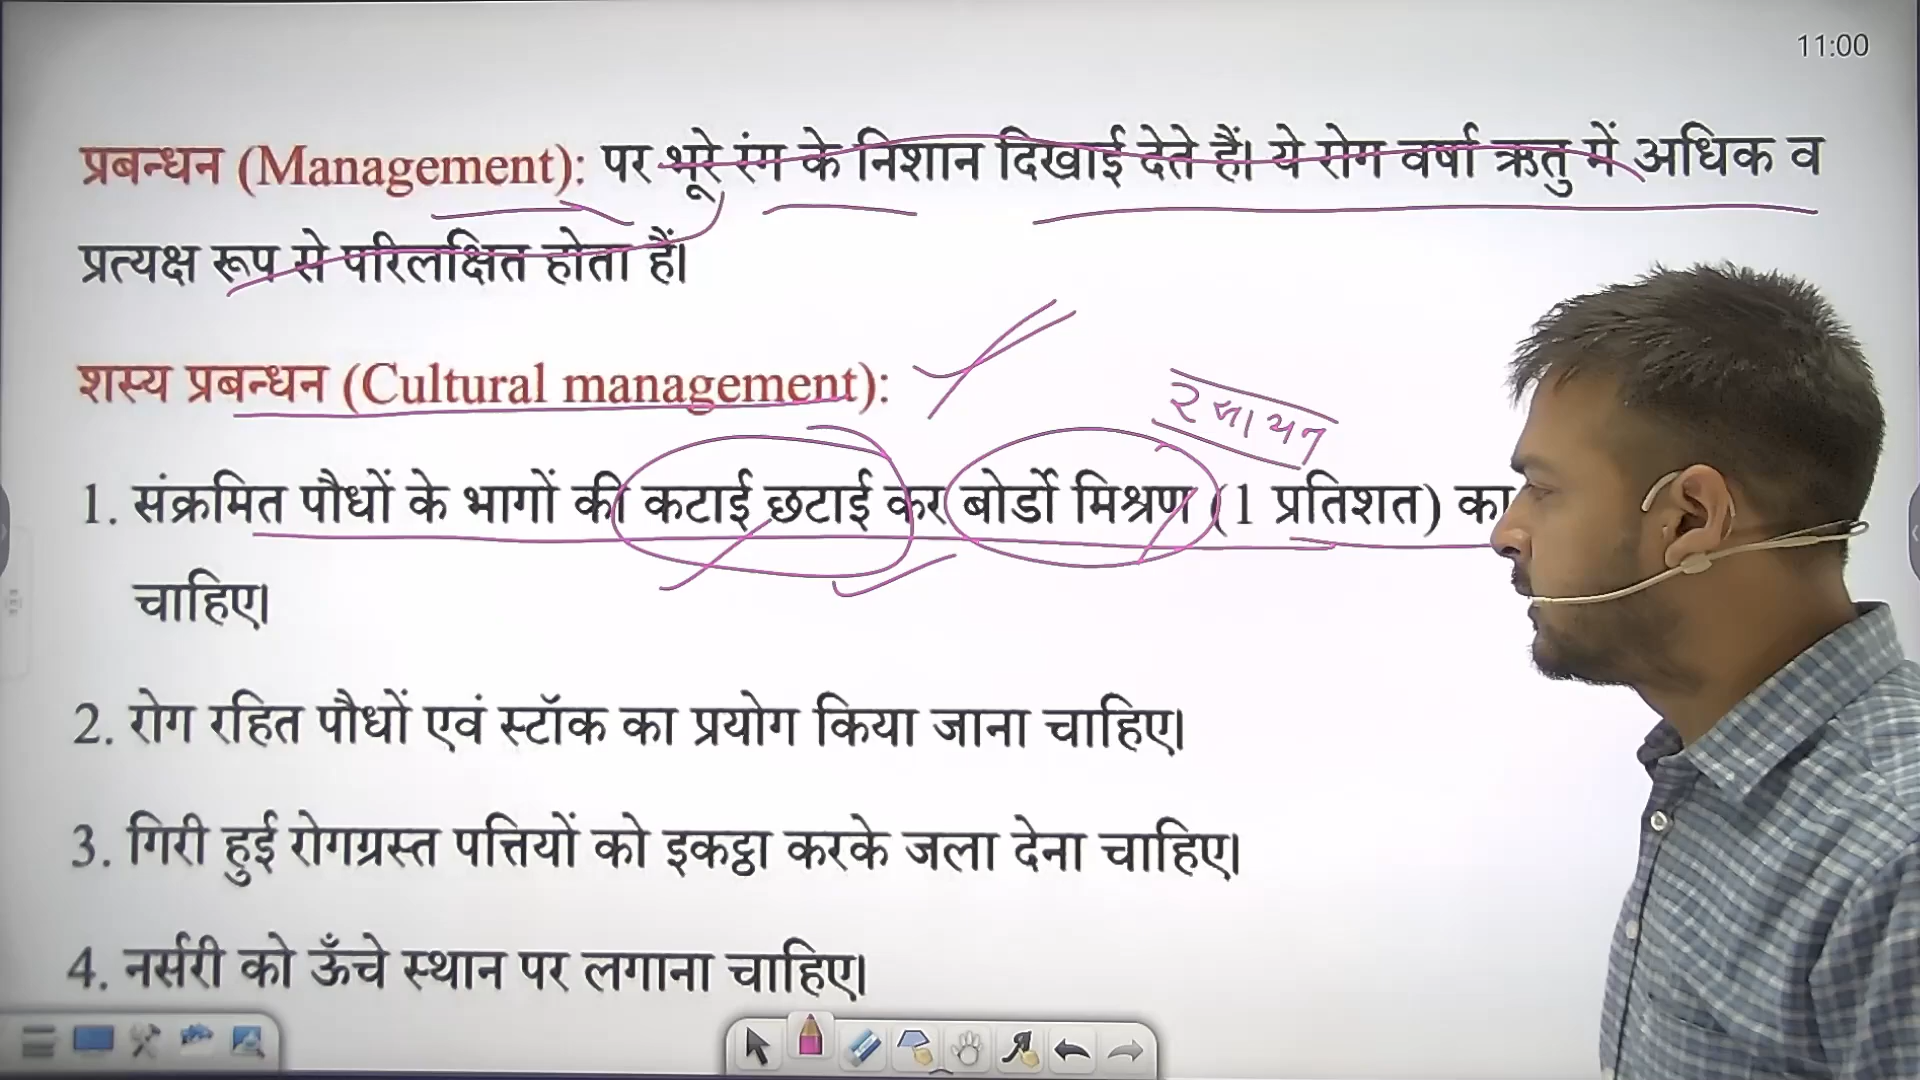 11:00
प्रबन्धन (Management): पर भूरे रंग के निशान दिखाई देते हैं। ये रोग वर्षा ऋतु में अधिक व
प्रत्यक्ष रूप से परिलक्षित होता हैं।
शस्य प्रबन्धन (Cultural management):
रसायन
1. संक्रमित पौधों के भागों की कटाई छटाई कर बोर्डो मिश्रण (1 प्रतिशत) का
चाहिए।
2. रोग रहित पौधों एवं स्टॉक का प्रयोग किया जाना चाहिए।
3. गिरी हुई रोगग्रस्त पत्तियों को इकट्ठा करके जला देना चाहिए।
4. नर्सरी को ऊँचे स्थान पर लगाना चाहिए।